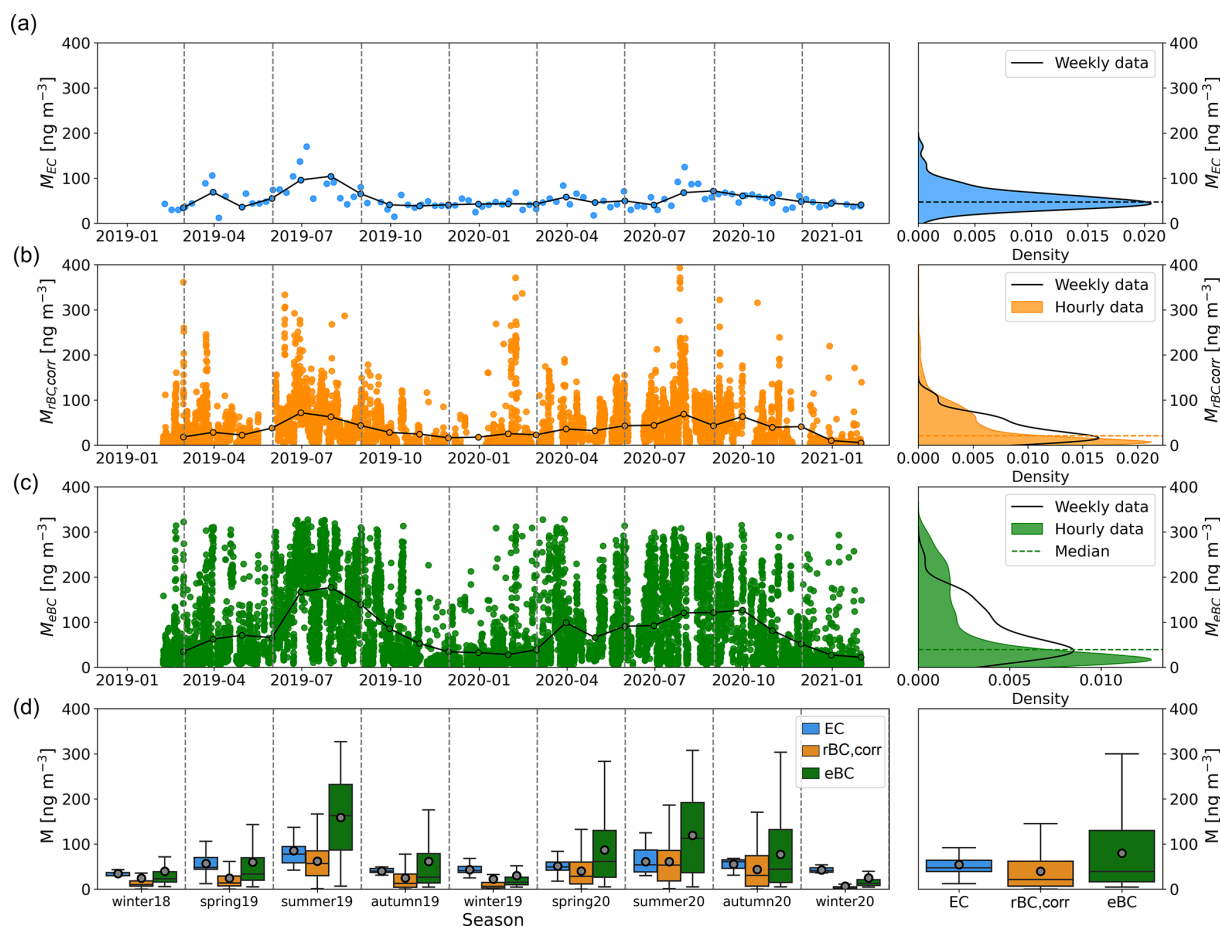 (a)
400
300
200
100
0
M_EC [ng m⁻³]
2019-01 2019-04 2019-07 2019-10 2020-01 2020-04 2020-07 2020-10 2021-01
Weekly data
400
300
200
100
0
M_EC [ng m⁻³]
0.000 0.005 0.010 0.015 0.020
Density
(b)
400
300
200
100
0
M_rBC,corr [ng m⁻³]
2019-01 2019-04 2019-07 2019-10 2020-01 2020-04 2020-07 2020-10 2021-01
Weekly data
Hourly data
400
300
200
100
0
M_rBC,corr [ng m⁻³]
0.000 0.005 0.010 0.015 0.020
Density
(c)
400
300
200
100
0
M_eBC [ng m⁻³]
2019-01 2019-04 2019-07 2019-10 2020-01 2020-04 2020-07 2020-10 2021-01
Weekly data
Hourly data
Median
400
300
200
100
0
M_eBC [ng m⁻³]
0.000 0.005 0.010
Density
(d)
400
300
200
100
0
M [ng m⁻³]
EC
rBC,corr
eBC
winter18 spring19 summer19 autumn19 winter19 spring20 summer20 autumn20 winter20
Season
400
300
200
100
0
M [ng m⁻³]
EC rBC,corr eBC